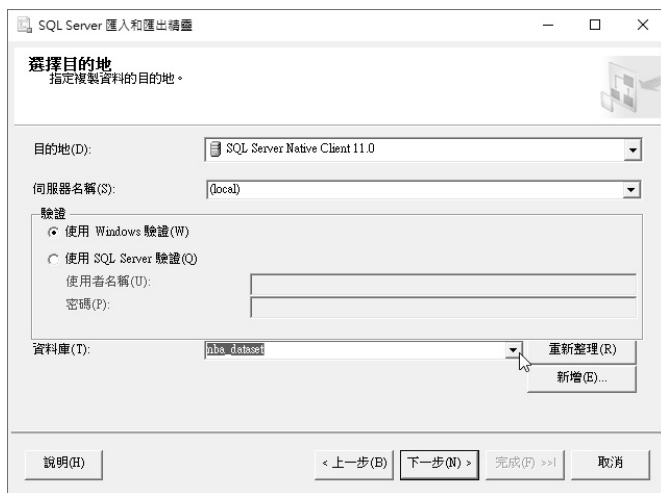 SQL Server 匯入和匯出精靈
選擇目的地
指定複製資料的目的地。
目的地(D): SQL Server Native Client 11.0
伺服器名稱(S): (local)
驗證
使用 Windows 驗證(W)
使用 SQL Server 驗證(Q)
使用者名稱(U):
密碼(P):
資料庫(T): nba_dataset 重新整理(R)
新增(E)...
說明(H) < 上一步(B) 下一步(N) > 完成(F) >>| 取消